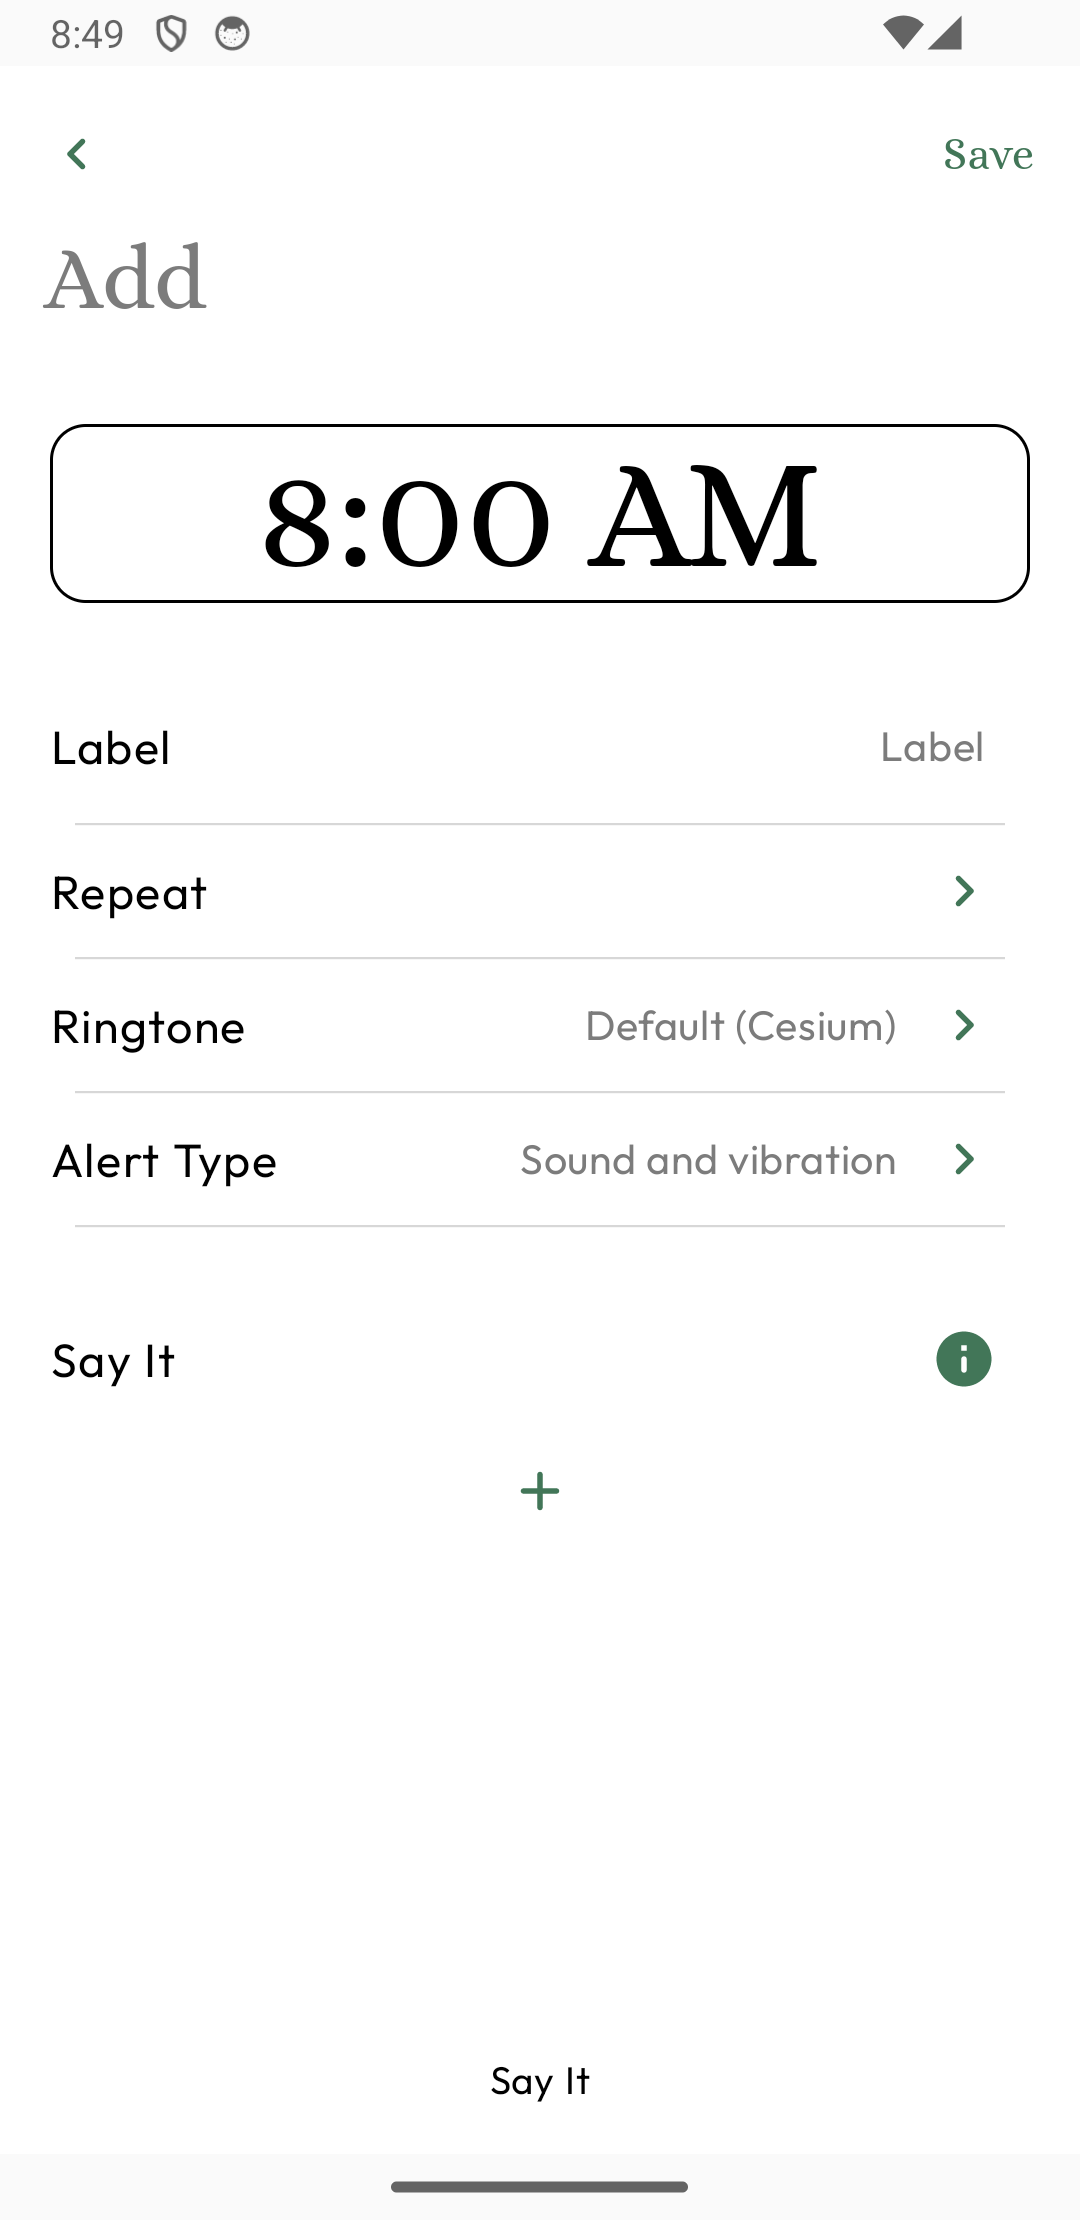 8:49
Save
Add
8:00 AM
Label Label
Repeat
Ringtone Default (Cesium)
Alert Type Sound and vibration
Say It
Say It